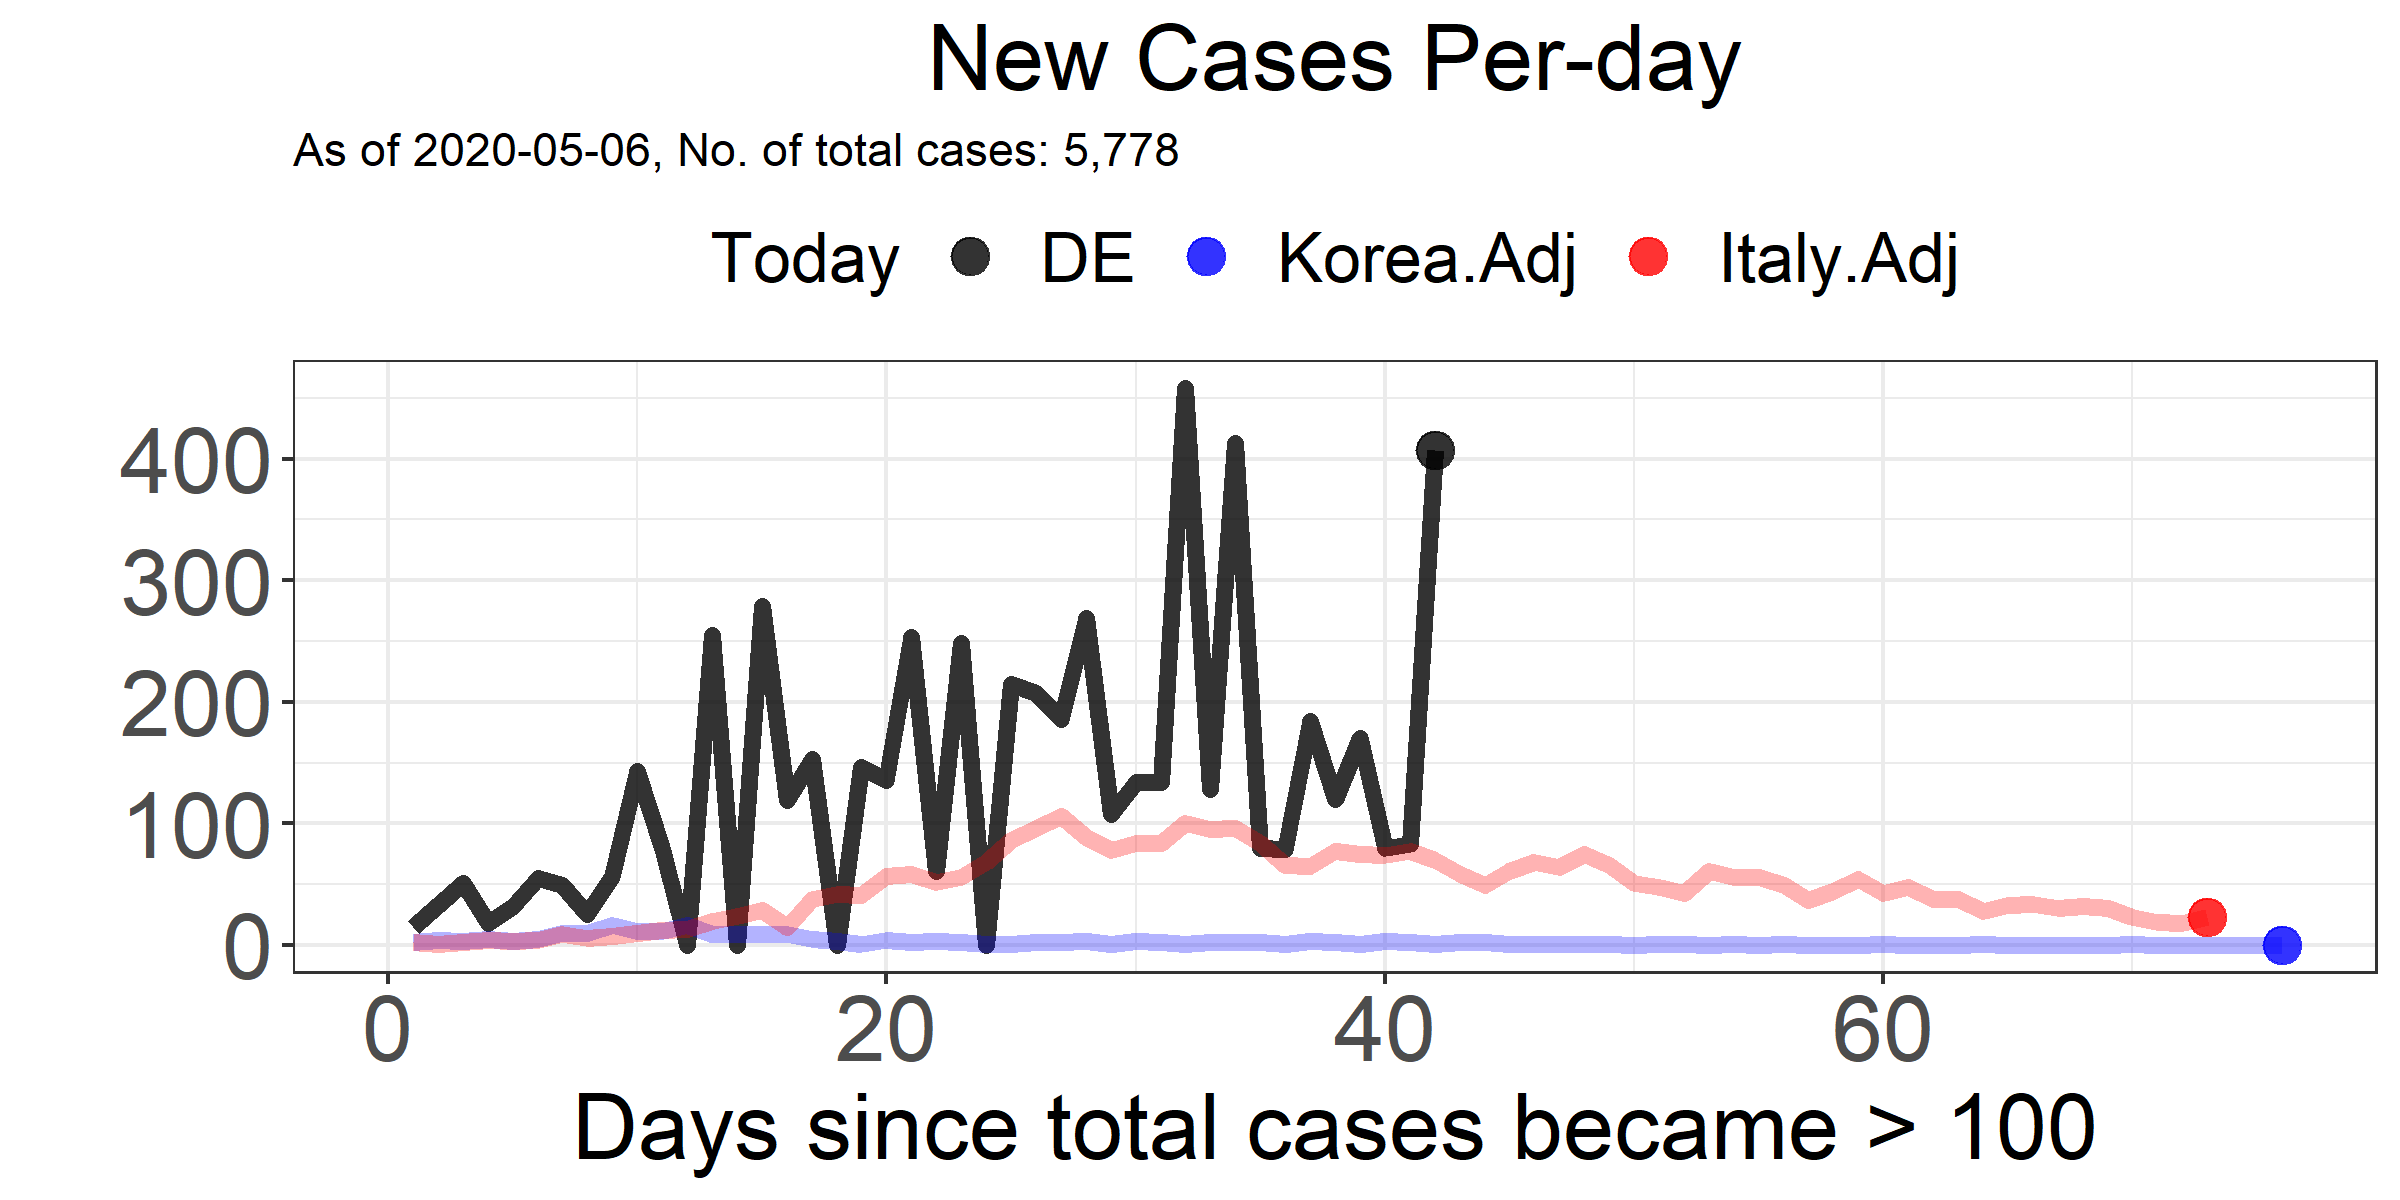 New Cases Per-day
As of 2020-05-06, No. of total cases: 5,778
Today DE Korea.Adj Italy.Adj
400
300
200
100
0
0 20 40 60
Days since total cases became > 100